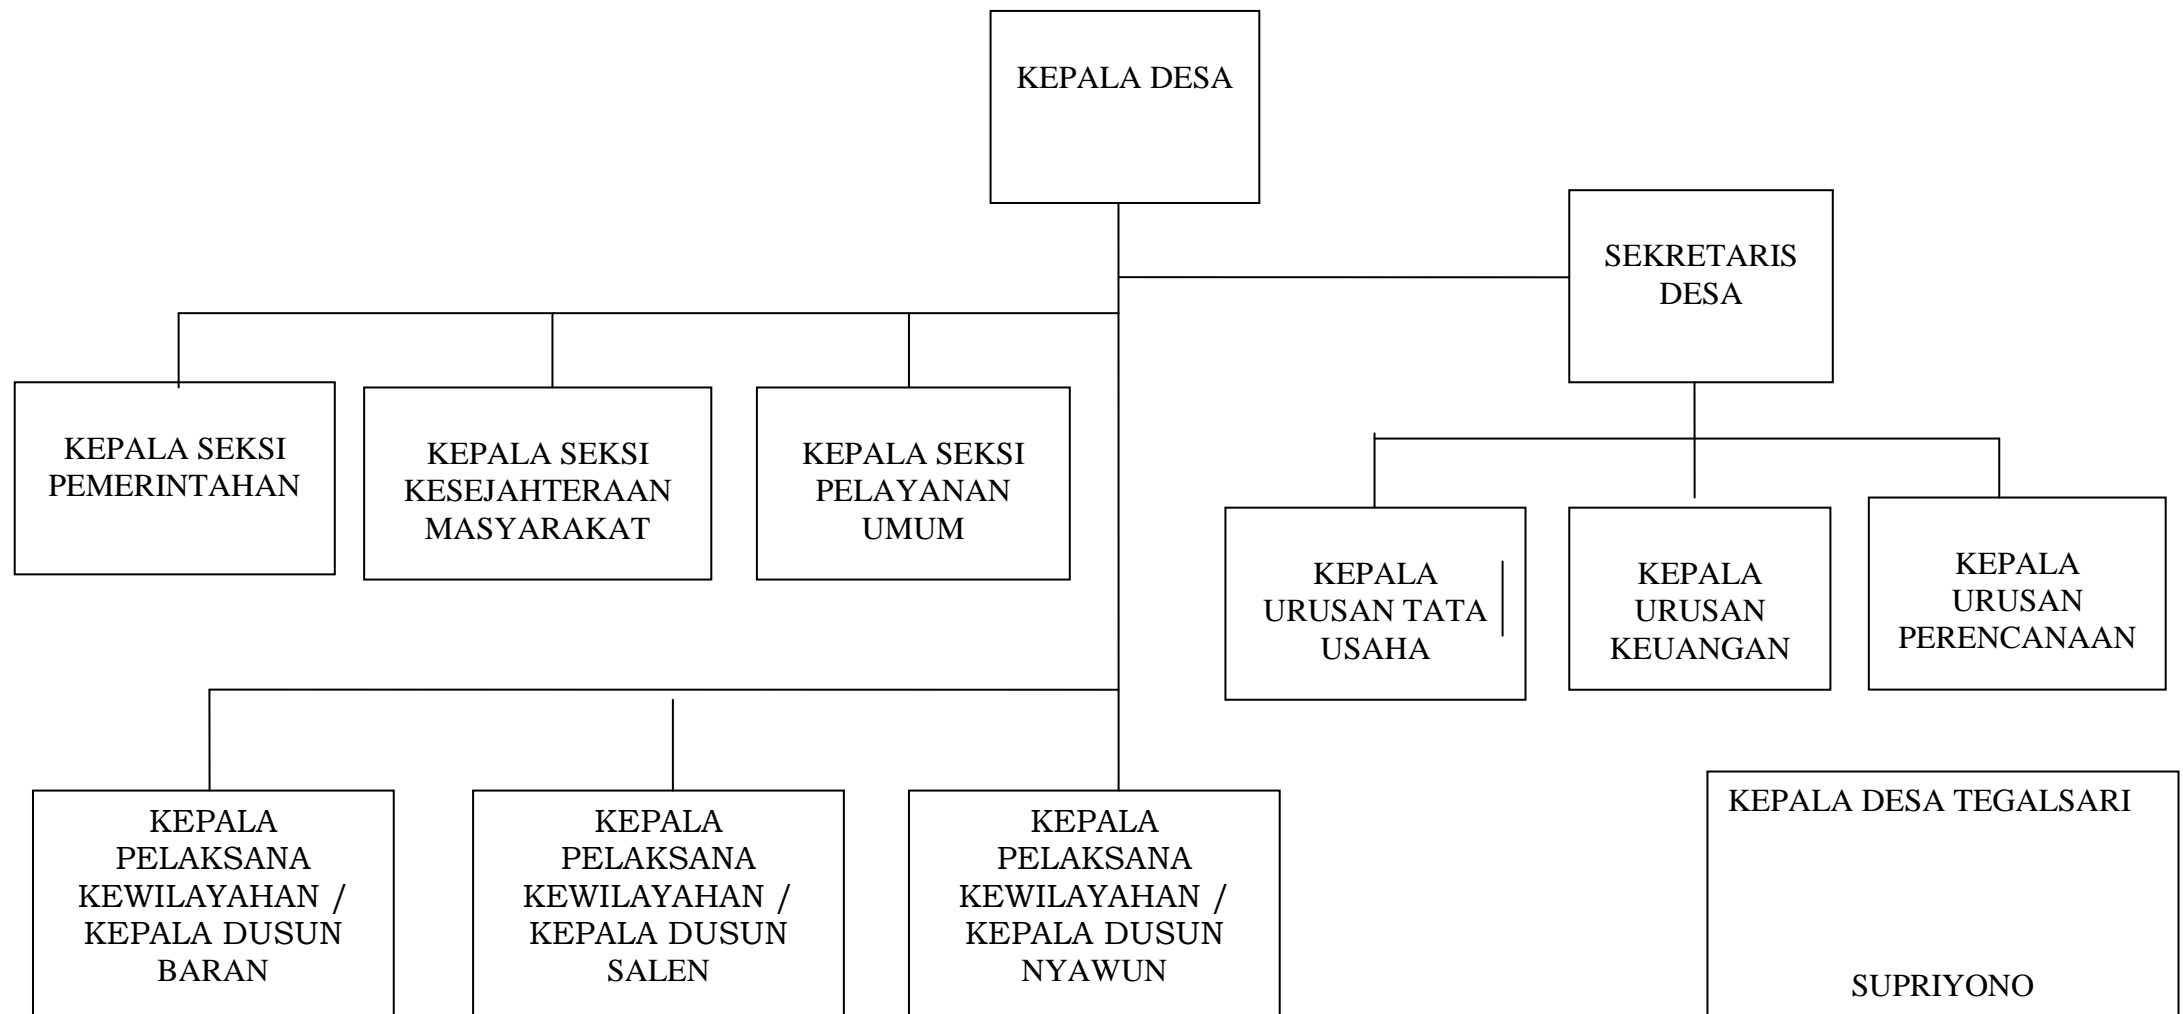 KEPALA DESA
SEKRETARIS
DESA
KEPALA SEKSI
PEMERINTAHAN
KEPALA SEKSI
KESEJAHTERAAN
MASYARAKAT
KEPALA SEKSI
PELAYANAN
UMUM
KEPALA
URUSAN TATA
USAHA
KEPALA
URUSAN
KEUANGAN
KEPALA
URUSAN
PERENCANAAN
KEPALA
PELAKSANA
KEWILAYAHAN /
KEPALA DUSUN
BARAN
KEPALA
PELAKSANA
KEWILAYAHAN /
KEPALA DUSUN
SALEN
KEPALA
PELAKSANA
KEWILAYAHAN /
KEPALA DUSUN
NYAWUN
KEPALA DESA TEGALSARI
SUPRIYONO